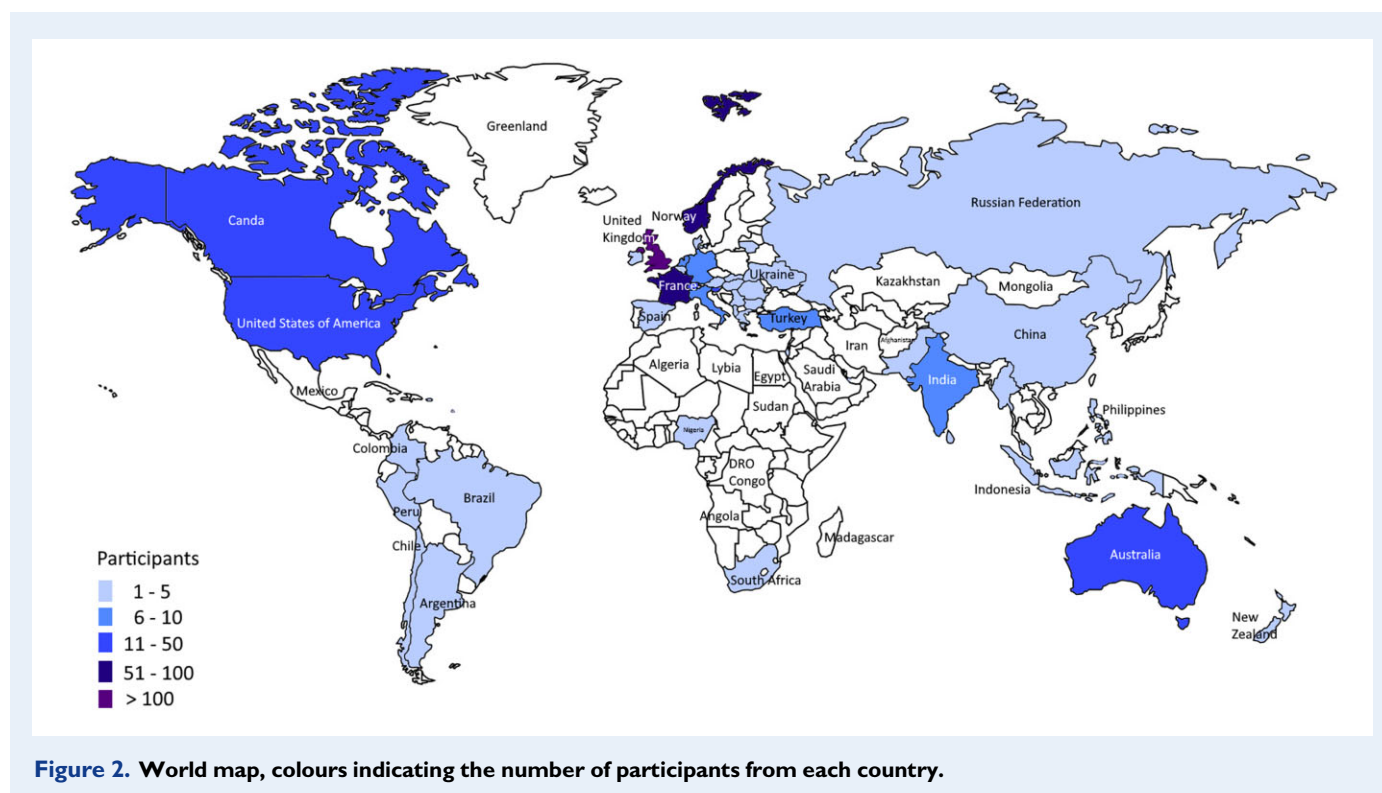 Greenland
Canda
United States of America
Mexico
Colombia
Peru
Brazil
Chile
Argentina
United
Kingdom
Norway
France
Spain
Ukraine
Turkey
Russian Federation
Kazakhstan
Mongolia
China
Iran
Afghanistan
India
Algeria
Lybia
Egypt
Saudi
Arabia
Sudan
Nigeria
DRO
Congo
Angola
Madagascar
South Africa
Philippines
Indonesia
Australia
New
Zealand
Participants
1 - 5
6 - 10
11 - 50
51 - 100
> 100
Figure 2. World map, colours indicating the number of participants from each country.